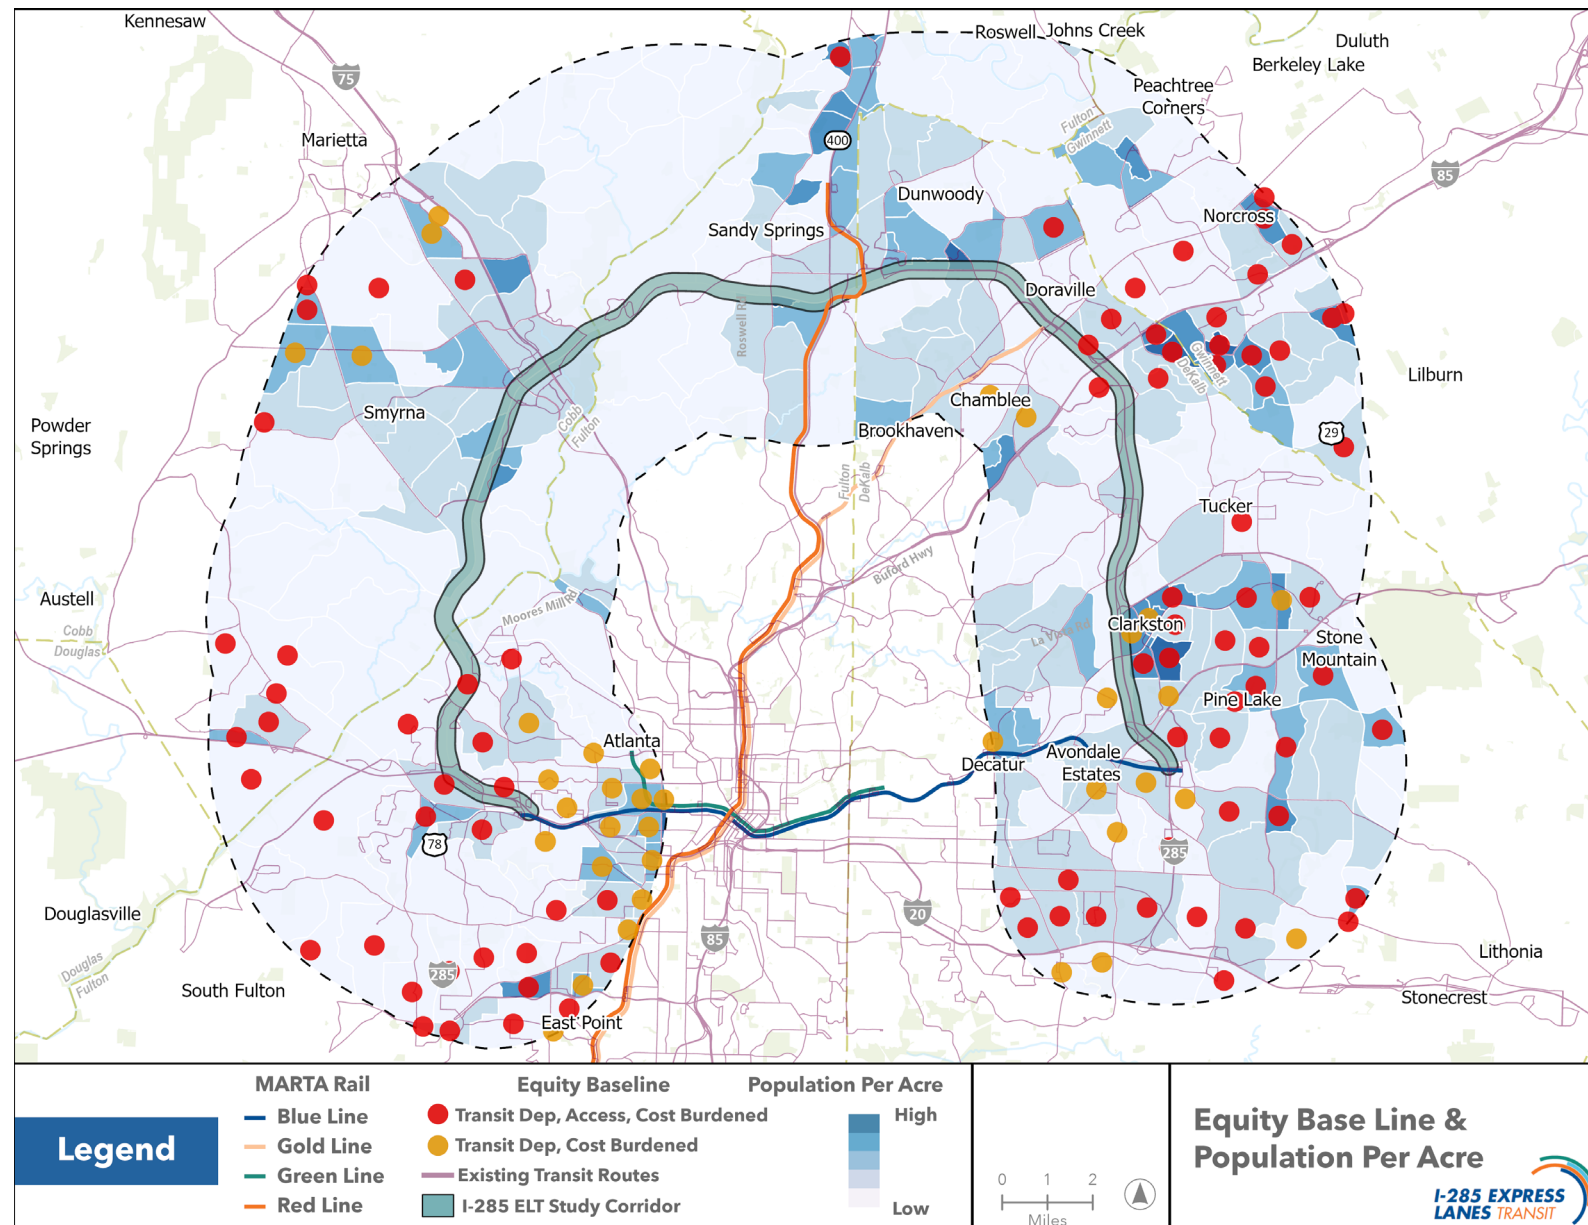 Kennesaw
Roswell
Johns Creek
Duluth
Berkeley Lake
75
Peachtree
Corners
Marietta
400
Fulton
Gwinnett
85
Dunwoody
Norcross
Sandy Springs
Doraville
Roswell Rd
Gwinnett
DeKalb
Lilburn
Chamblee
Smyrna
Cobb
Fulton
Brookhaven
29
Powder
Springs
Fulton
DeKalb
Tucker
Buford Hwy
Austell
Moores Mill Rd
Cobb
Douglas
La Vista Rd
Clarkston
Stone
Mountain
Pine Lake
Atlanta
Avondale
Estates
Decatur
78
285
Douglasville
20
85
Lithonia
Douglas
Fulton
285
South Fulton
Stonecrest
East Point
Legend
MARTA Rail
Blue Line
Gold Line
Green Line
Red Line
Equity Baseline
Transit Dep, Access, Cost Burdened
Transit Dep, Cost Burdened
Existing Transit Routes
I-285 ELT Study Corridor
Population Per Acre
High
Low
0 1 2
Miles
Equity Base Line &
Population Per Acre
I-285 EXPRESS
LANES TRANSIT